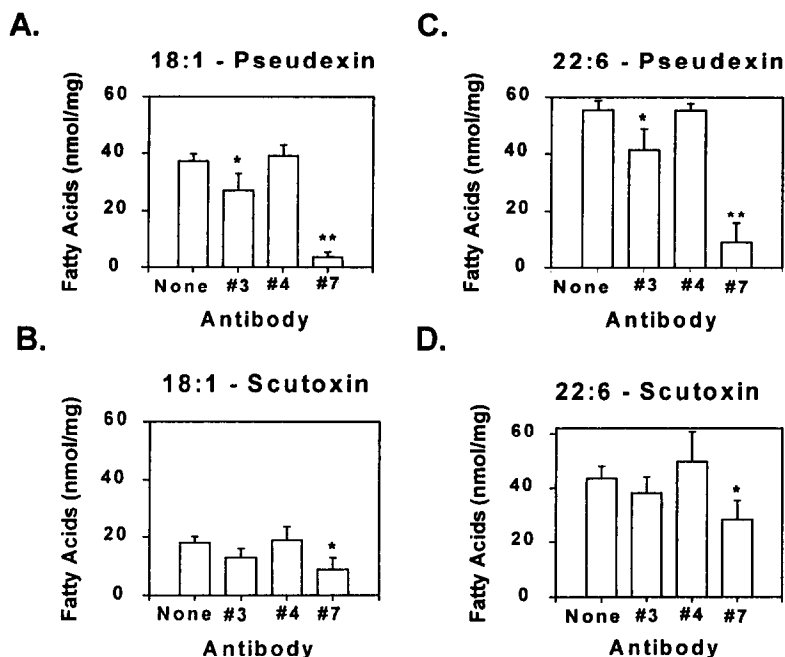 A.
18:1 - Pseudexin
Fatty Acids (nmol/mg)
60
40
20
0
*
**
None #3 #4 #7
Antibody
C.
22:6 - Pseudexin
Fatty Acids (nmol/mg)
60
40
20
0
*
**
None #3 #4 #7
Antibody
B.
18:1 - Scutoxin
Fatty Acids (nmol/mg)
60
40
20
0
*
None #3 #4 #7
Antibody
D.
22:6 - Scutoxin
Fatty Acids (nmol/mg)
60
40
20
0
*
None #3 #4 #7
Antibody